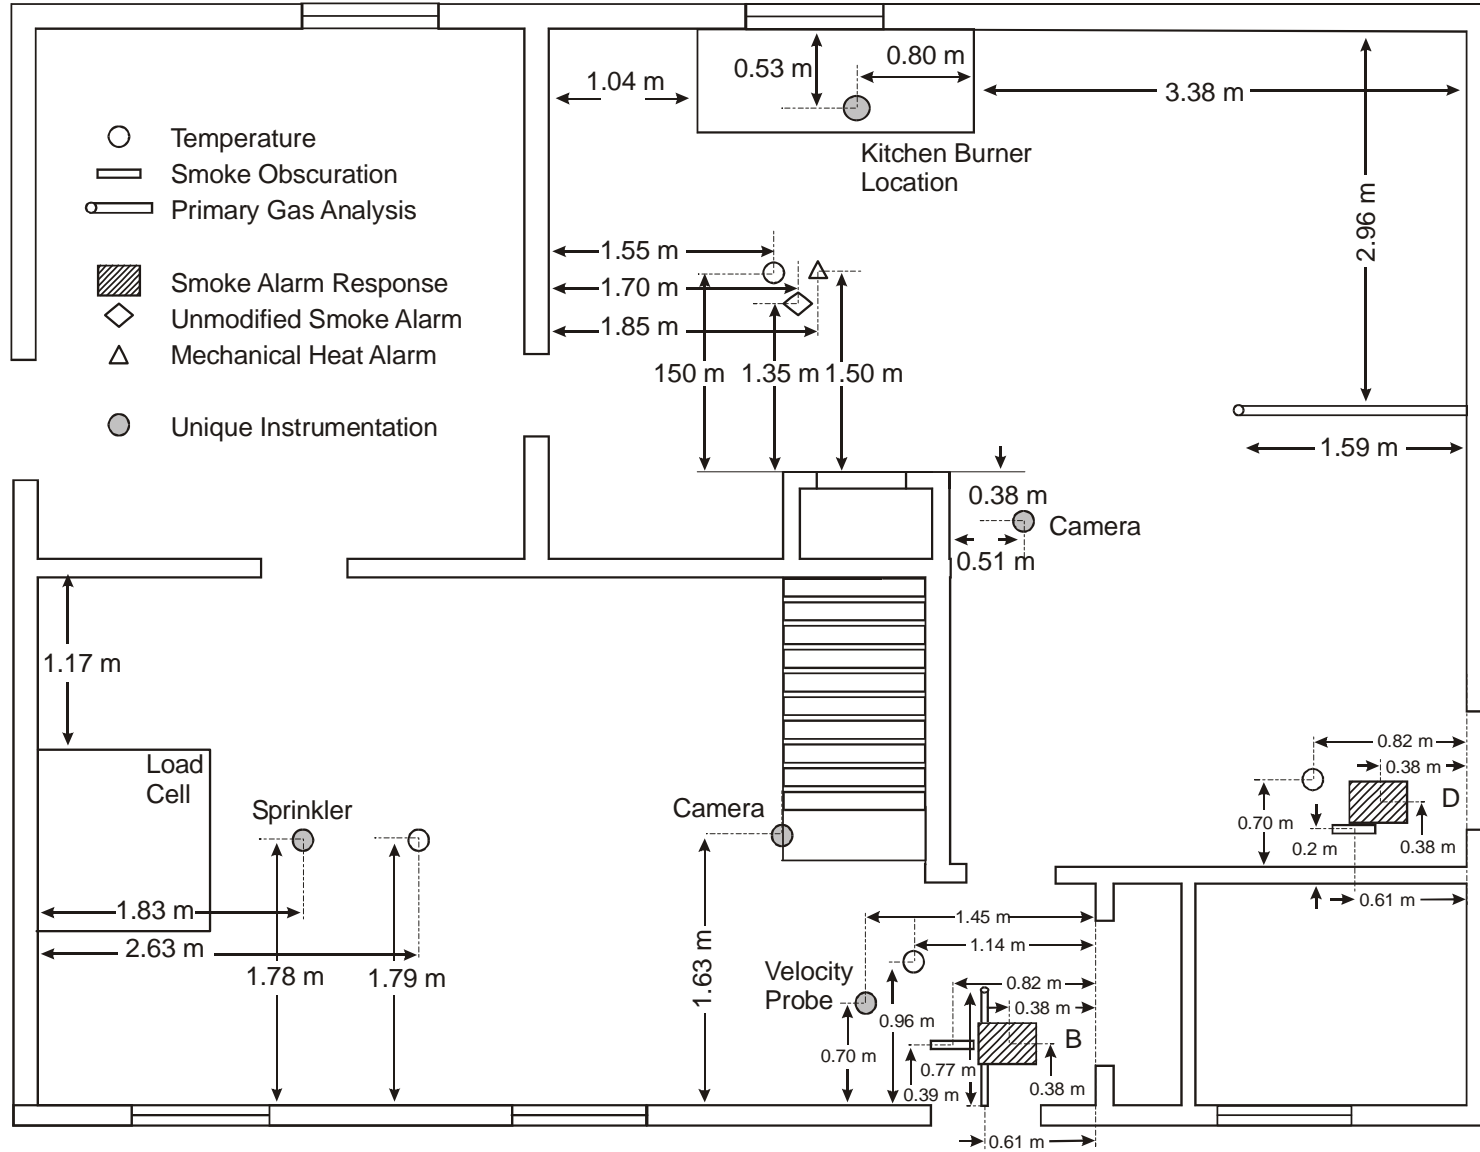 0.53 m
0.80 m
1.04 m
3.38 m
Kitchen Burner
Location
Temperature
Smoke Obscuration
Primary Gas Analysis
Smoke Alarm Response
Unmodified Smoke Alarm
Mechanical Heat Alarm
Unique Instrumentation
2.96 m
1.55 m
1.70 m
1.85 m
150 m
1.35 m
1.50 m
1.59 m
0.38 m
Camera
0.51 m
1.17 m
Load
Cell
Sprinkler
Camera
1.83 m
2.63 m
1.78 m
1.79 m
1.63 m
0.82 m
0.38 m
D
0.70 m
0.2 m
0.38 m
0.61 m
1.45 m
1.14 m
Velocity
Probe
0.82 m
0.38 m
0.96 m
B
0.70 m
0.77 m
0.39 m
0.38 m
0.61 m